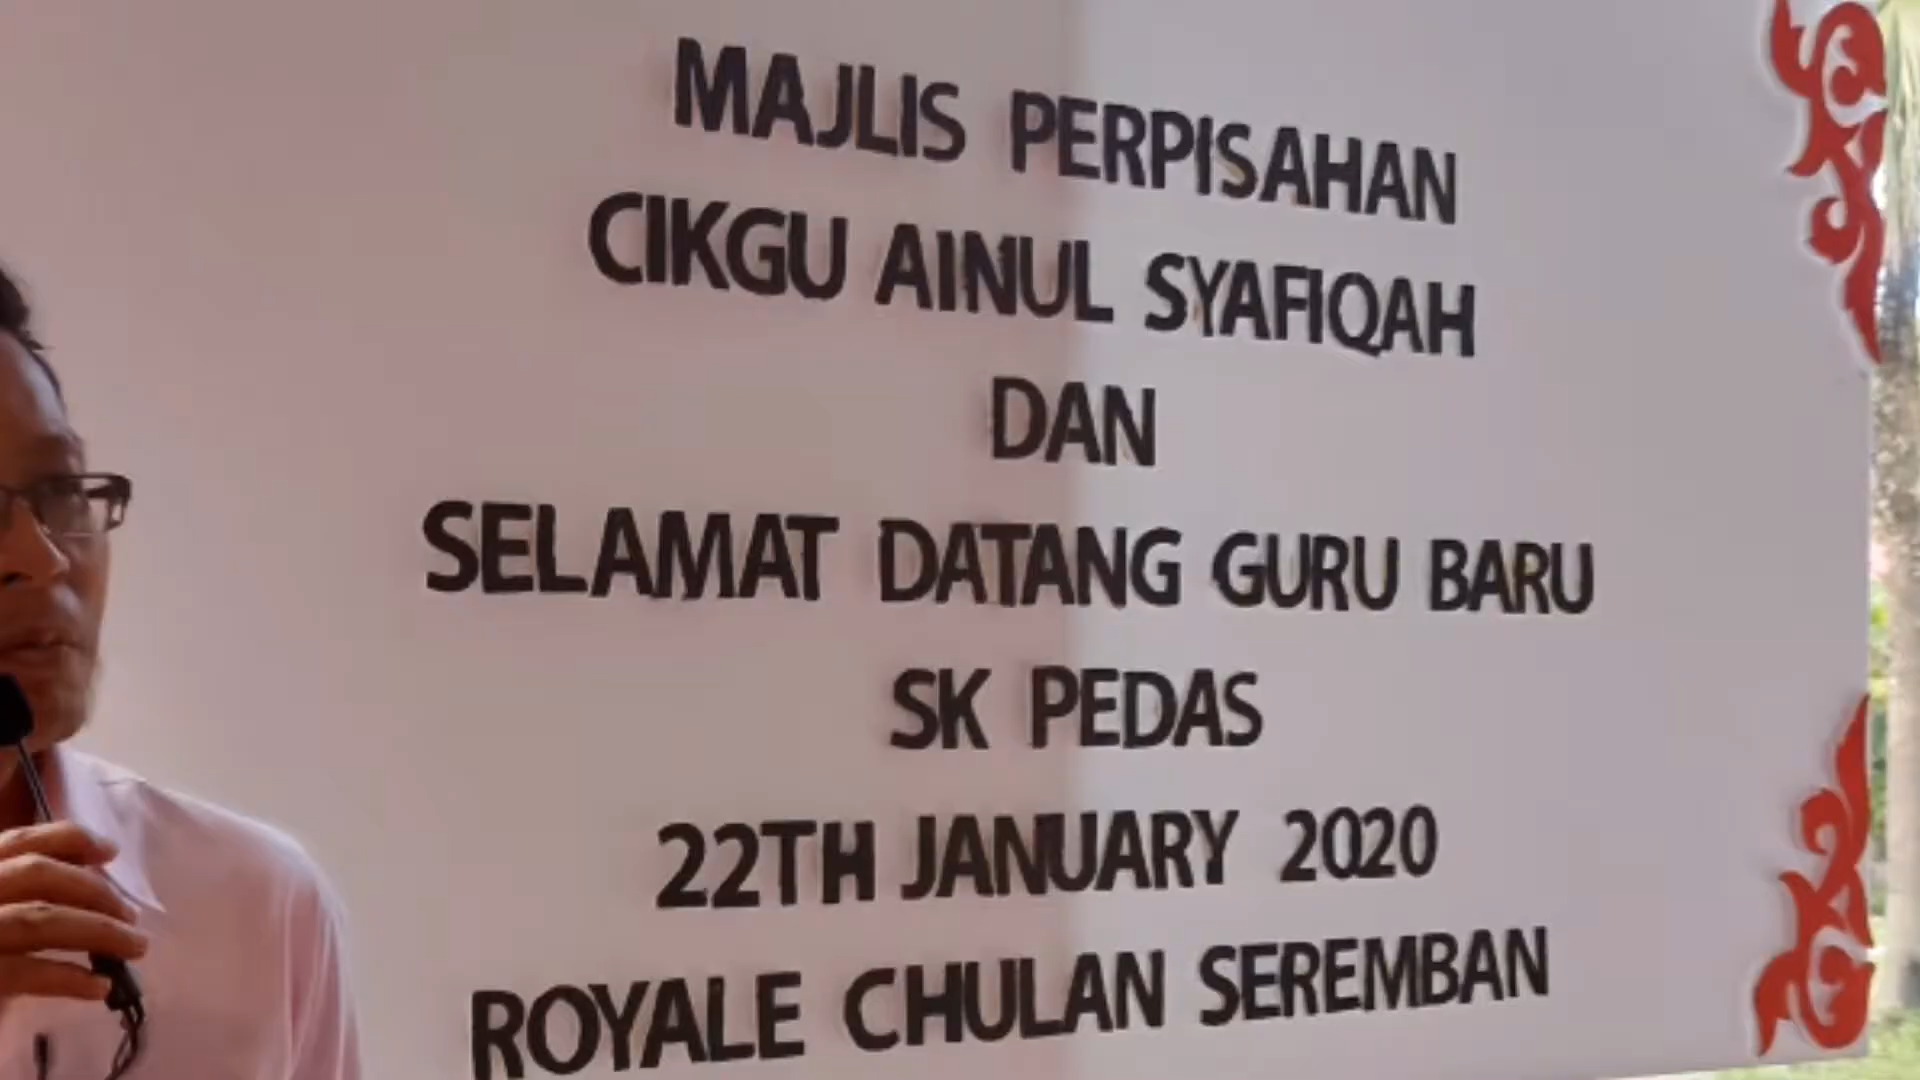 MAJLIS PERPISAHAN
CIKGU AINUL SYAFIQAH
DAN
SELAMAT DATANG GURU BARU
SK PEDAS
22TH JANUARY 2020
ROYALE CHULAN SEREMBAN